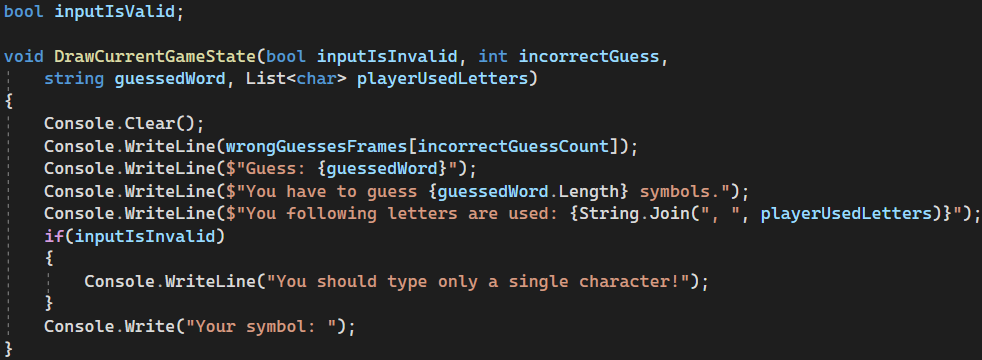 bool inputIsValid;
void DrawCurrentGameState(bool inputIsInvalid, int incorrectGuess,
string guessedWord, List<char> playerUsedLetters)
{
Console.Clear();
Console.WriteLine(wrongGuessesFrames[incorrectGuessCount]);
Console.WriteLine($"Guess: {guessedWord}");
Console.WriteLine($"You have to guess {guessedWord.Length} symbols.");
Console.WriteLine($"You following letters are used: {String.Join(", ", playerUsedLetters)}");
if(inputIsInvalid)
{
Console.WriteLine("You should type only a single character!");
}
Console.Write("Your symbol: ");
}